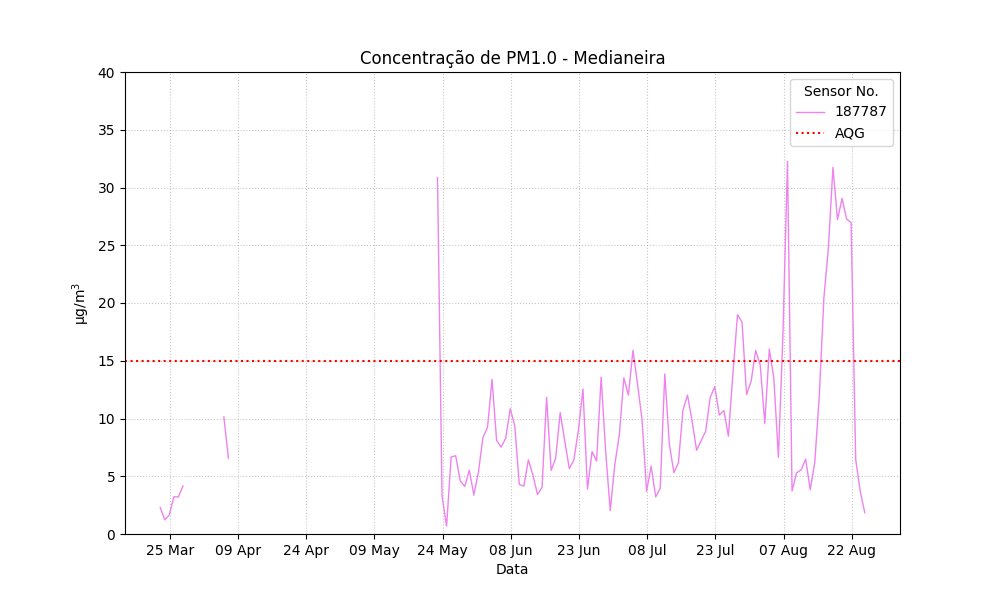 Concentração de PM1.0 - Medianeira
40
35
30
25
20
15
10
5
0
µg/m³
Sensor No.
187787
AQG
25 Mar
09 Apr
24 Apr
09 May
24 May
08 Jun
23 Jun
08 Jul
23 Jul
07 Aug
22 Aug
Data